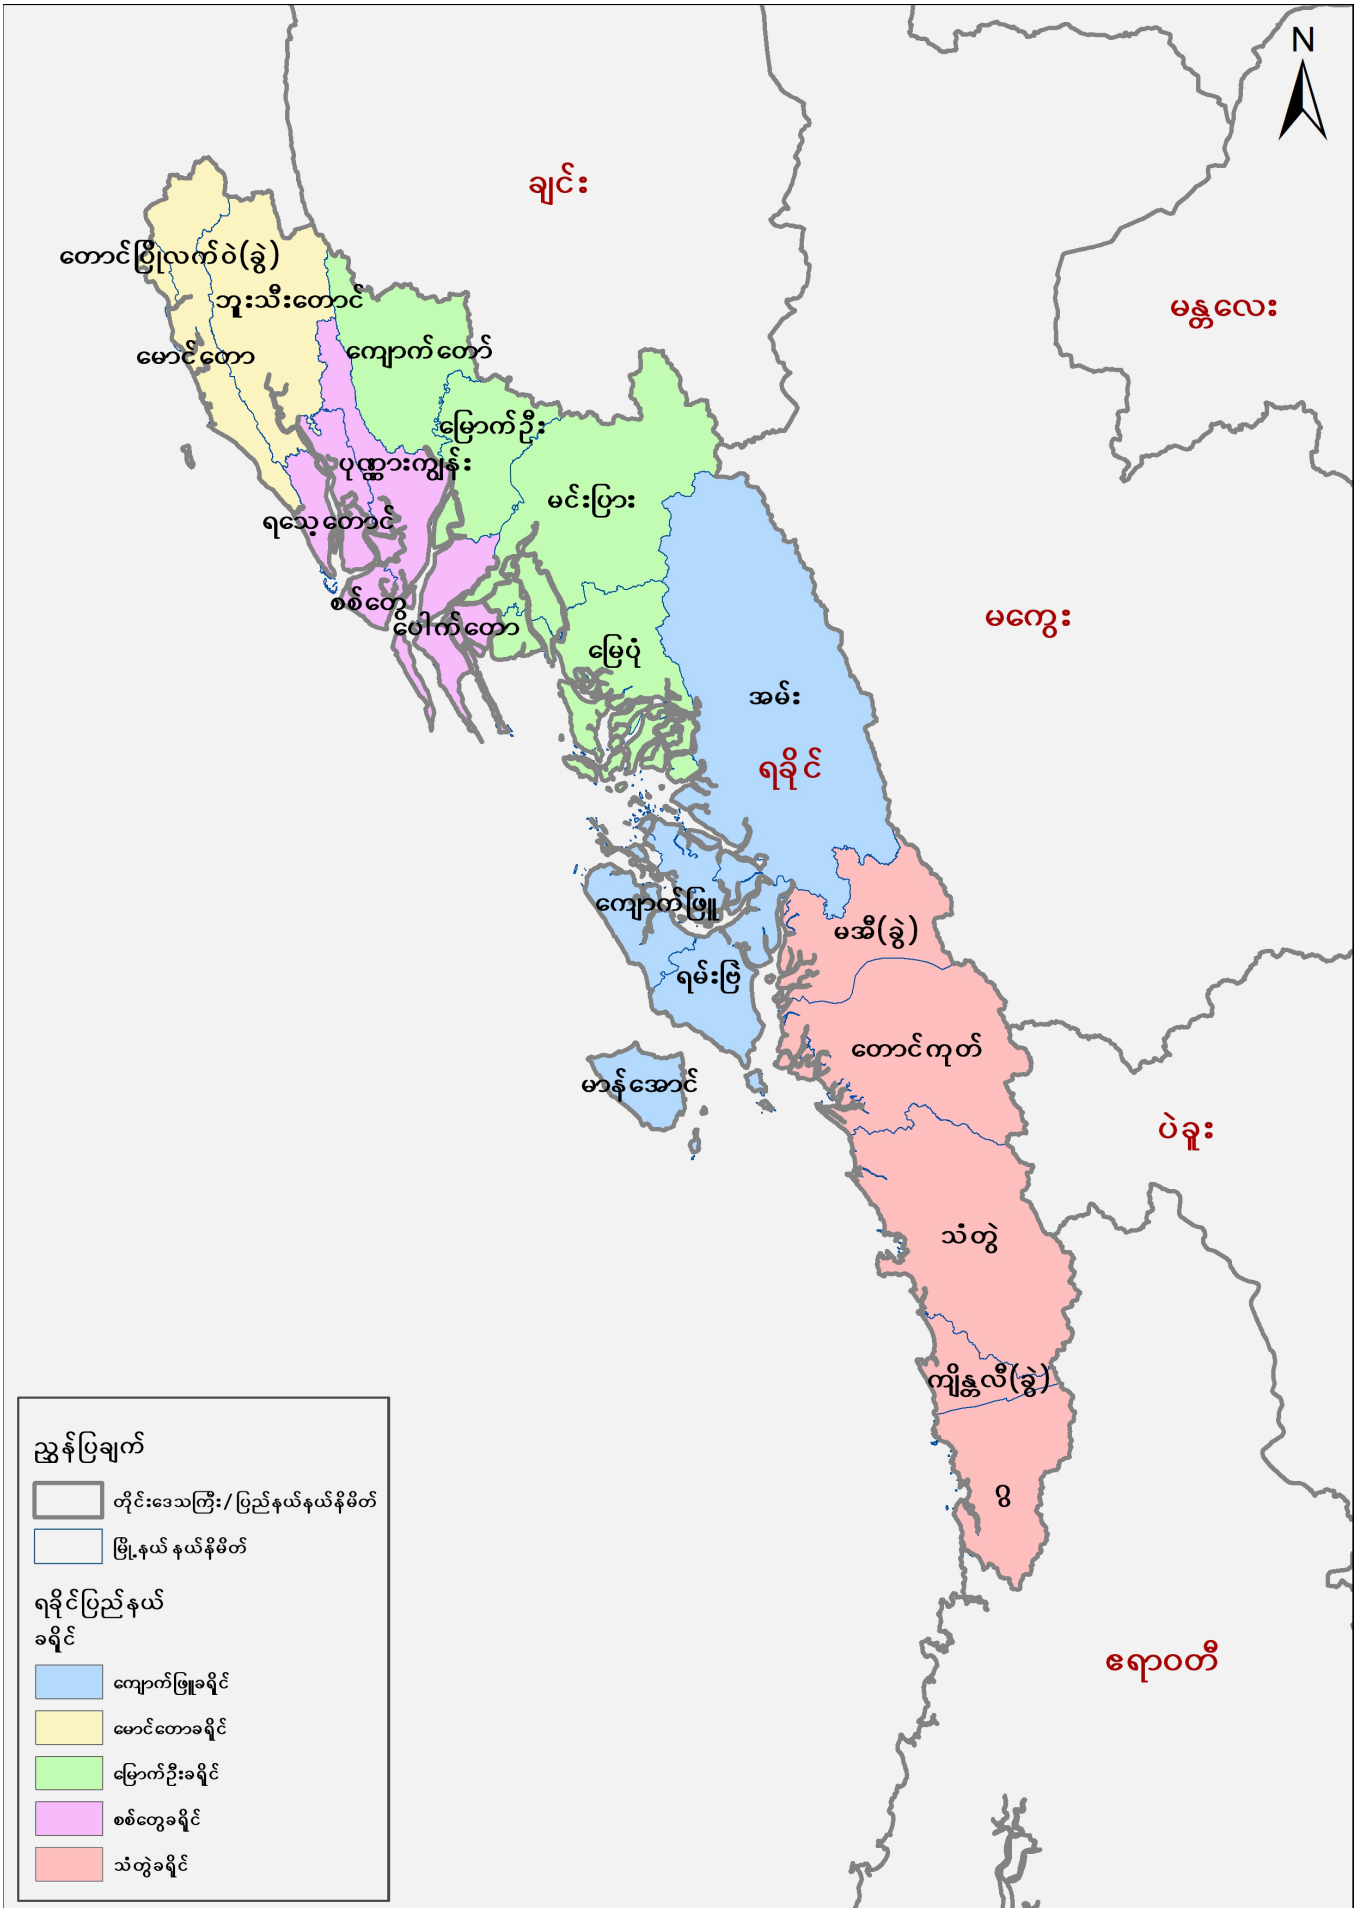 N
ချင်း
တောင်ပြိုလက်ဝဲ(ခွဲ)
ဘူးသီးတောင်
မန္တလေး
ကျောက်တော်
မောင်တော
မြောက်ဦး
ပုဏ္ဏားကျွန်း
မင်းပြား
ရသေ့တောင်
စစ်တွေ
မကွေး
ပေါက်တော
မြေပုံ
အမ်း
ရခိုင်
ကျောက်ဖြူ
မအီ(ခွဲ)
ရမ်းဗြဲ
တောင်ကုတ်
မာန်အောင်
ပဲခူး
သံတွဲ
ကျိန္တလီ(ခွဲ)
ဂွ
ဧရာဝတီ
ညွှန်ပြချက်
တိုင်းဒေသကြီး/ပြည်နယ်နယ်နိမိတ်
မြို့နယ် နယ်နိမိတ်
ရခိုင်ပြည်နယ်
ခရိုင်
ကျောက်ဖြူခရိုင်
မောင်တောခရိုင်
မြောက်ဦးခရိုင်
စစ်တွေခရိုင်
သံတွဲခရိုင်